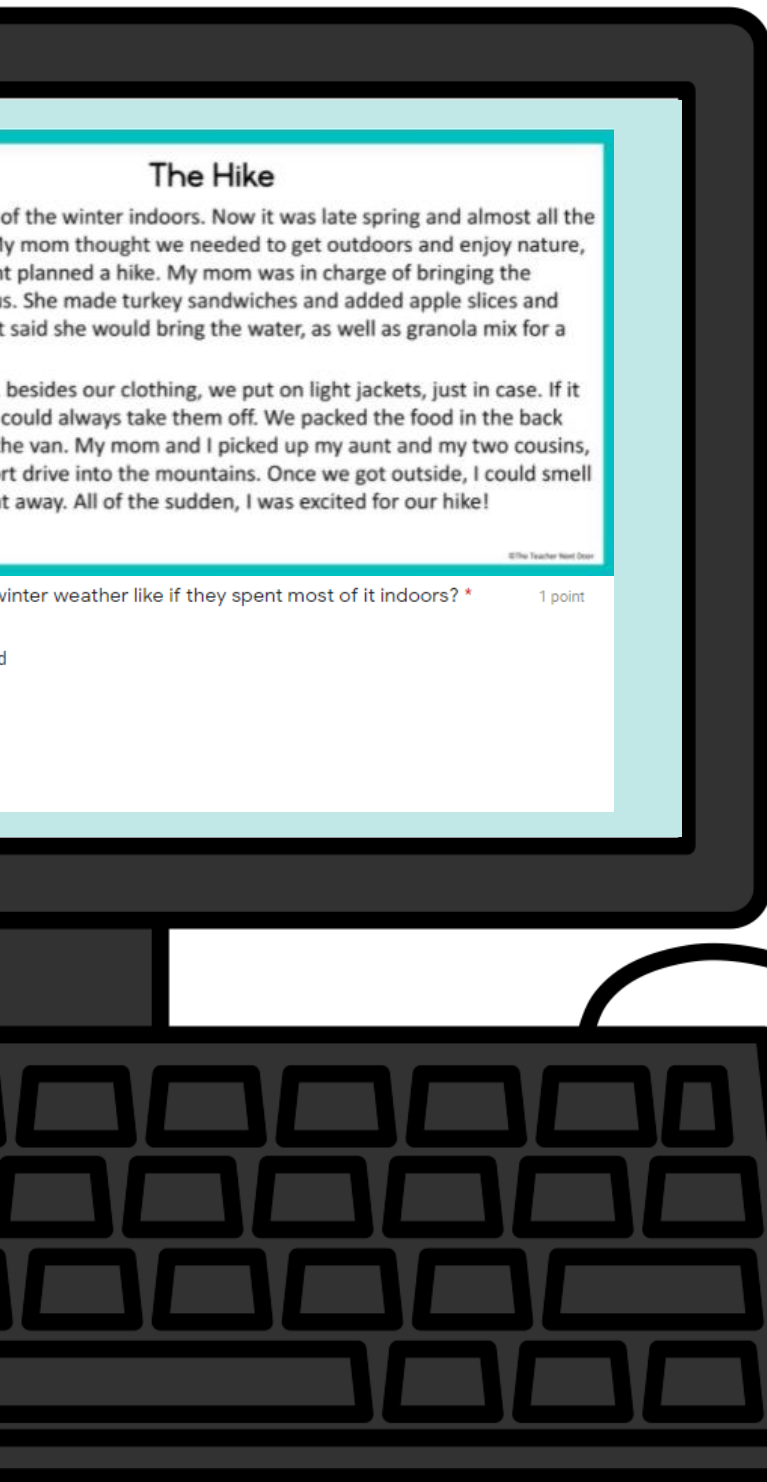 The Hike
of the winter indoors. Now it was late spring and almost all the
My mom thought we needed to get outdoors and enjoy nature,
planned a hike. My mom was in charge of bringing the
She made turkey sandwiches and added apple slices and
said she would bring the water, as well as granola mix for a
besides our clothing, we put on light jackets, just in case. If it
could always take them off. We packed the food in the back
the van. My mom and I picked up my aunt and my two cousins,
drive into the mountains. Once we got outside, I could smell
away. All of the sudden, I was excited for our hike!
©The Teacher Next Door
winter weather like if they spent most of it indoors? * 1 point